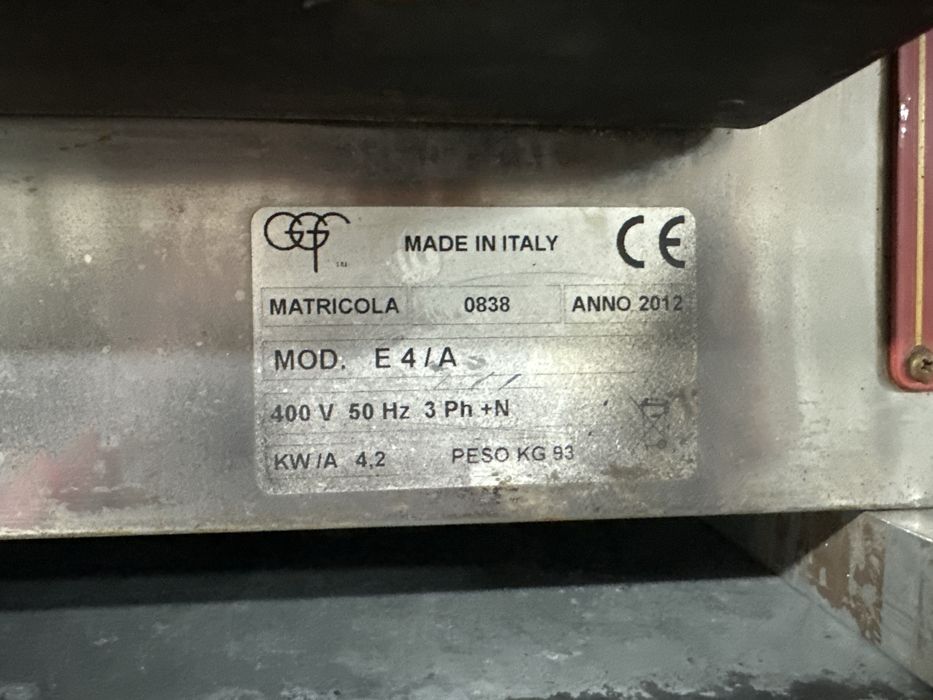 GGF
MADE IN ITALY
CE
MATRICOLA 0838 ANNO 2012
MOD. E 4 / A
400 V 50 Hz 3 Ph +N
KW /A 4,2 PESO KG 93